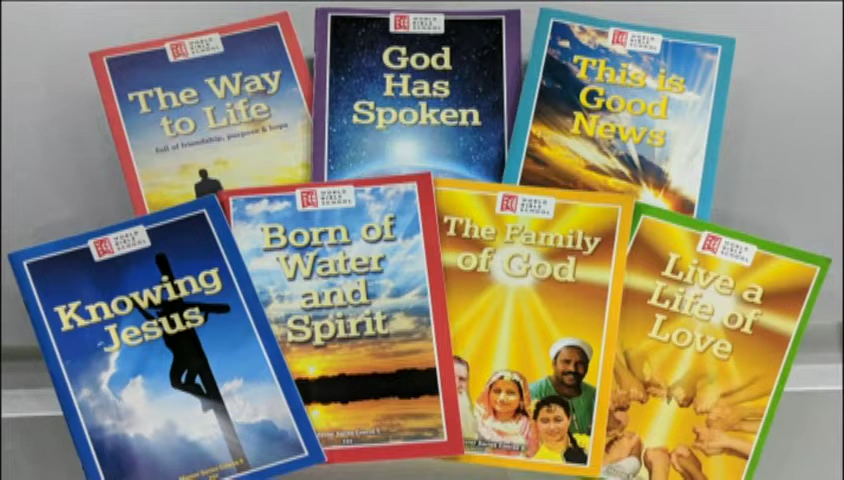 WORLD
BIBLE
SCHOOL
The Way
to Life
full of friendship, purpose & hope
WORLD
BIBLE
SCHOOL
God
Has
Spoken
WORLD
BIBLE
SCHOOL
This is
Good
News
WORLD
BIBLE
SCHOOL
Knowing
Jesus
WORLD
BIBLE
SCHOOL
Born of
Water
and
Spirit
WORLD
BIBLE
SCHOOL
The Family
of God
WORLD
BIBLE
SCHOOL
Live a
Life of
Love